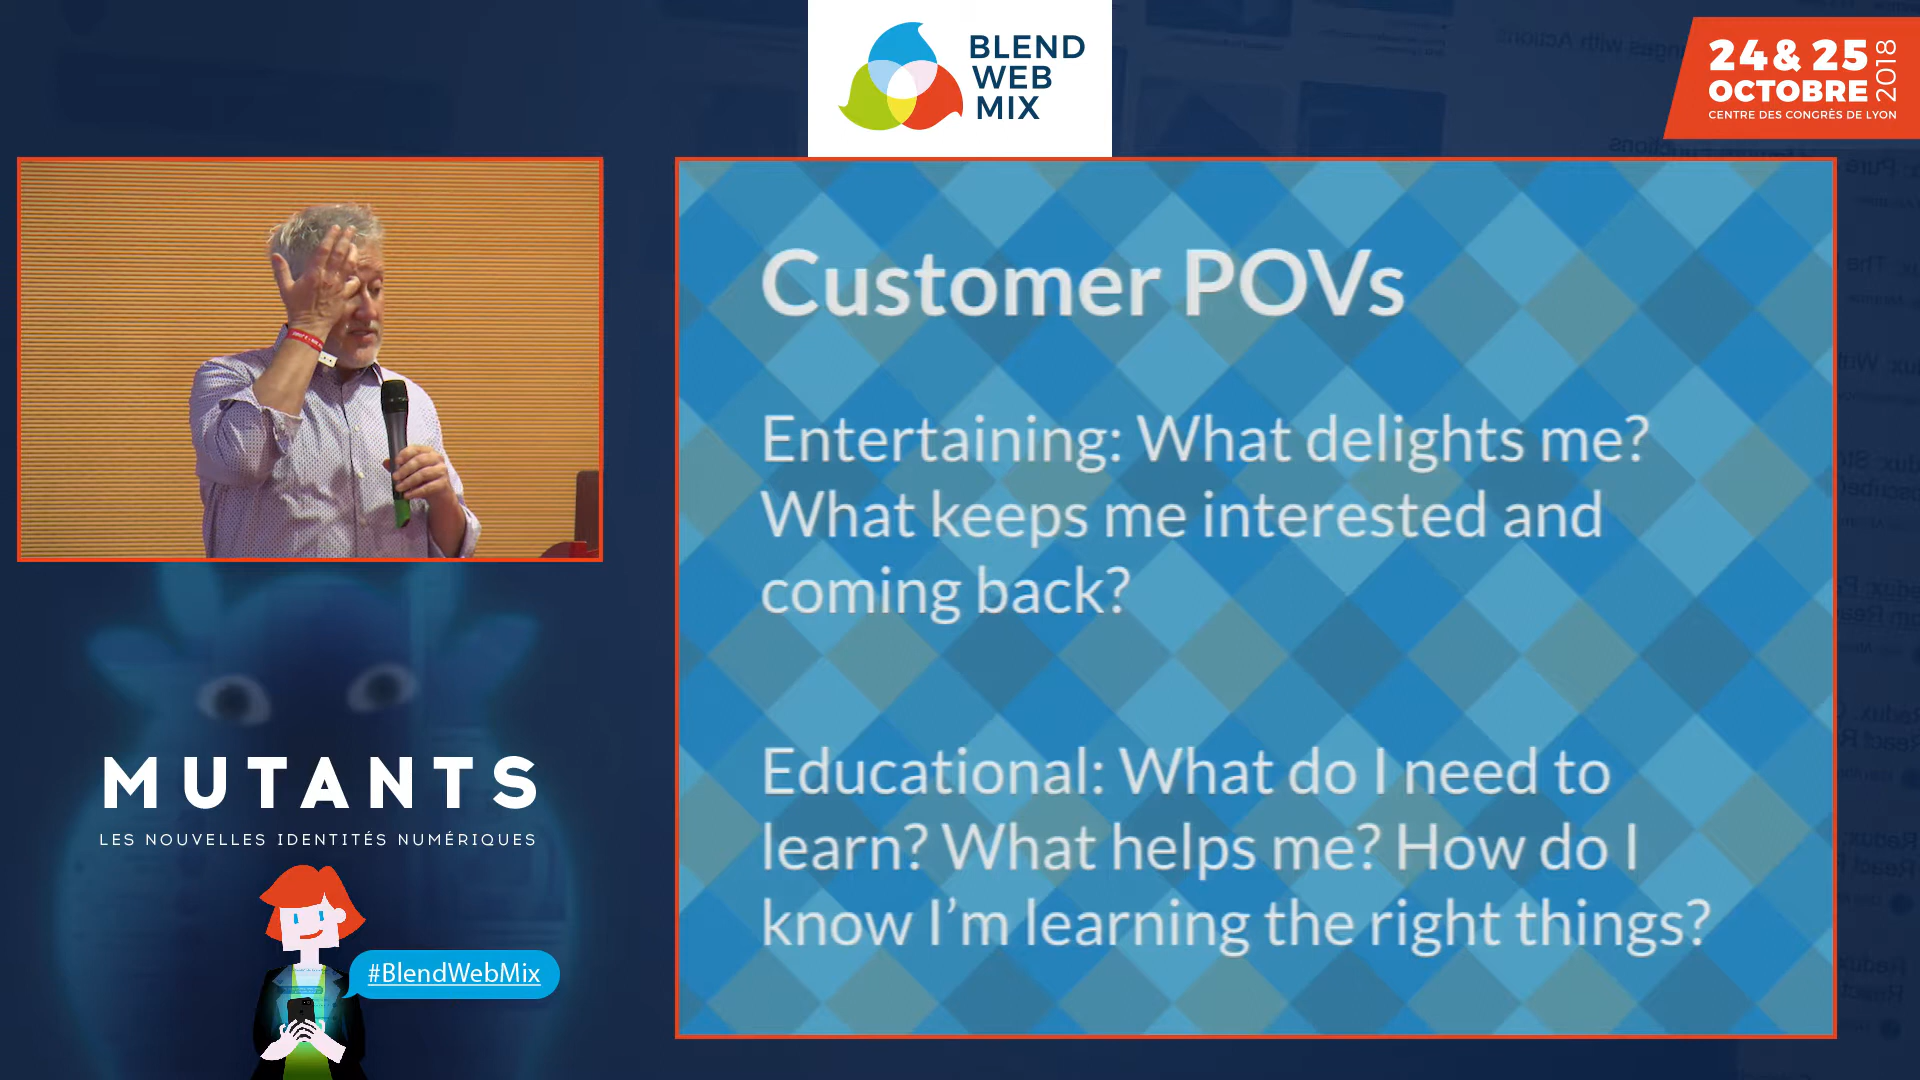 BLEND
WEB
MIX
24 & 25
OCTOBRE
2018
CENTRE DES CONGRÈS DE LYON
Customer POVs
Entertaining: What delights me?
What keeps me interested and
coming back?
Educational: What do I need to
learn? What helps me? How do I
know I’m learning the right things?
MUTANTS
LES NOUVELLES IDENTITÉS NUMÉRIQUES
#BlendWebMix